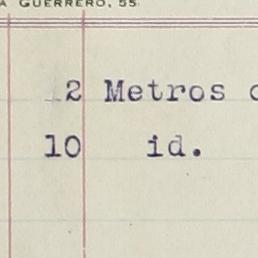 A GUERRERO, 55
2 Metros
10 id.